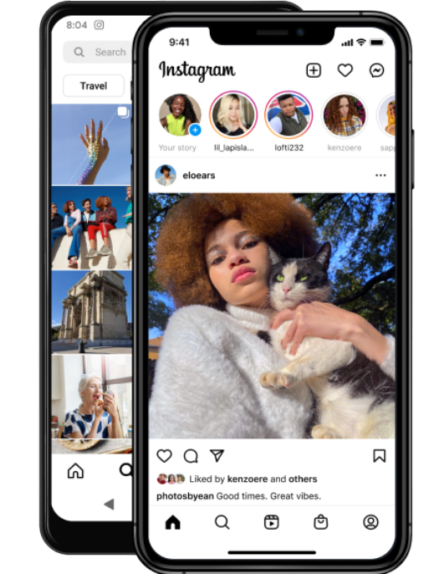 8:04
Search
Travel
9:41
Instagram
Your story
lil_lapisla...
lofti232
kenzoere
eloears
Liked by kenzoere and others
photosbyean Good times. Great vibes.